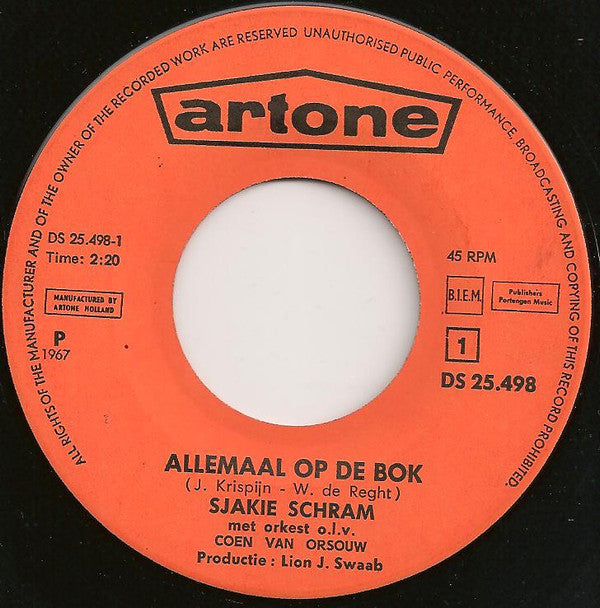 ALL RIGHTS OF THE MANUFACTURER AND OF THE OWNER OF THE RECORDED WORK ARE RESERVED UNAUTHORISED PUBLIC PERFORMANCE, BROADCASTING AND COPYING OF THIS RECORD PROHIBITED.
artone
DS 25.498-1
Time: 2:20
MANUFACTURED BY
ARTONE HOLLAND
P
1967
45 RPM
B.I.E.M.
Publishers
Portengen Music
1
DS 25.498
ALLEMAAL OP DE BOK
(J. Krispijn - W. de Reght)
SJAKIE SCHRAM
met orkest o.l.v.
COEN VAN ORSOUW
Productie : Lion J. Swaab